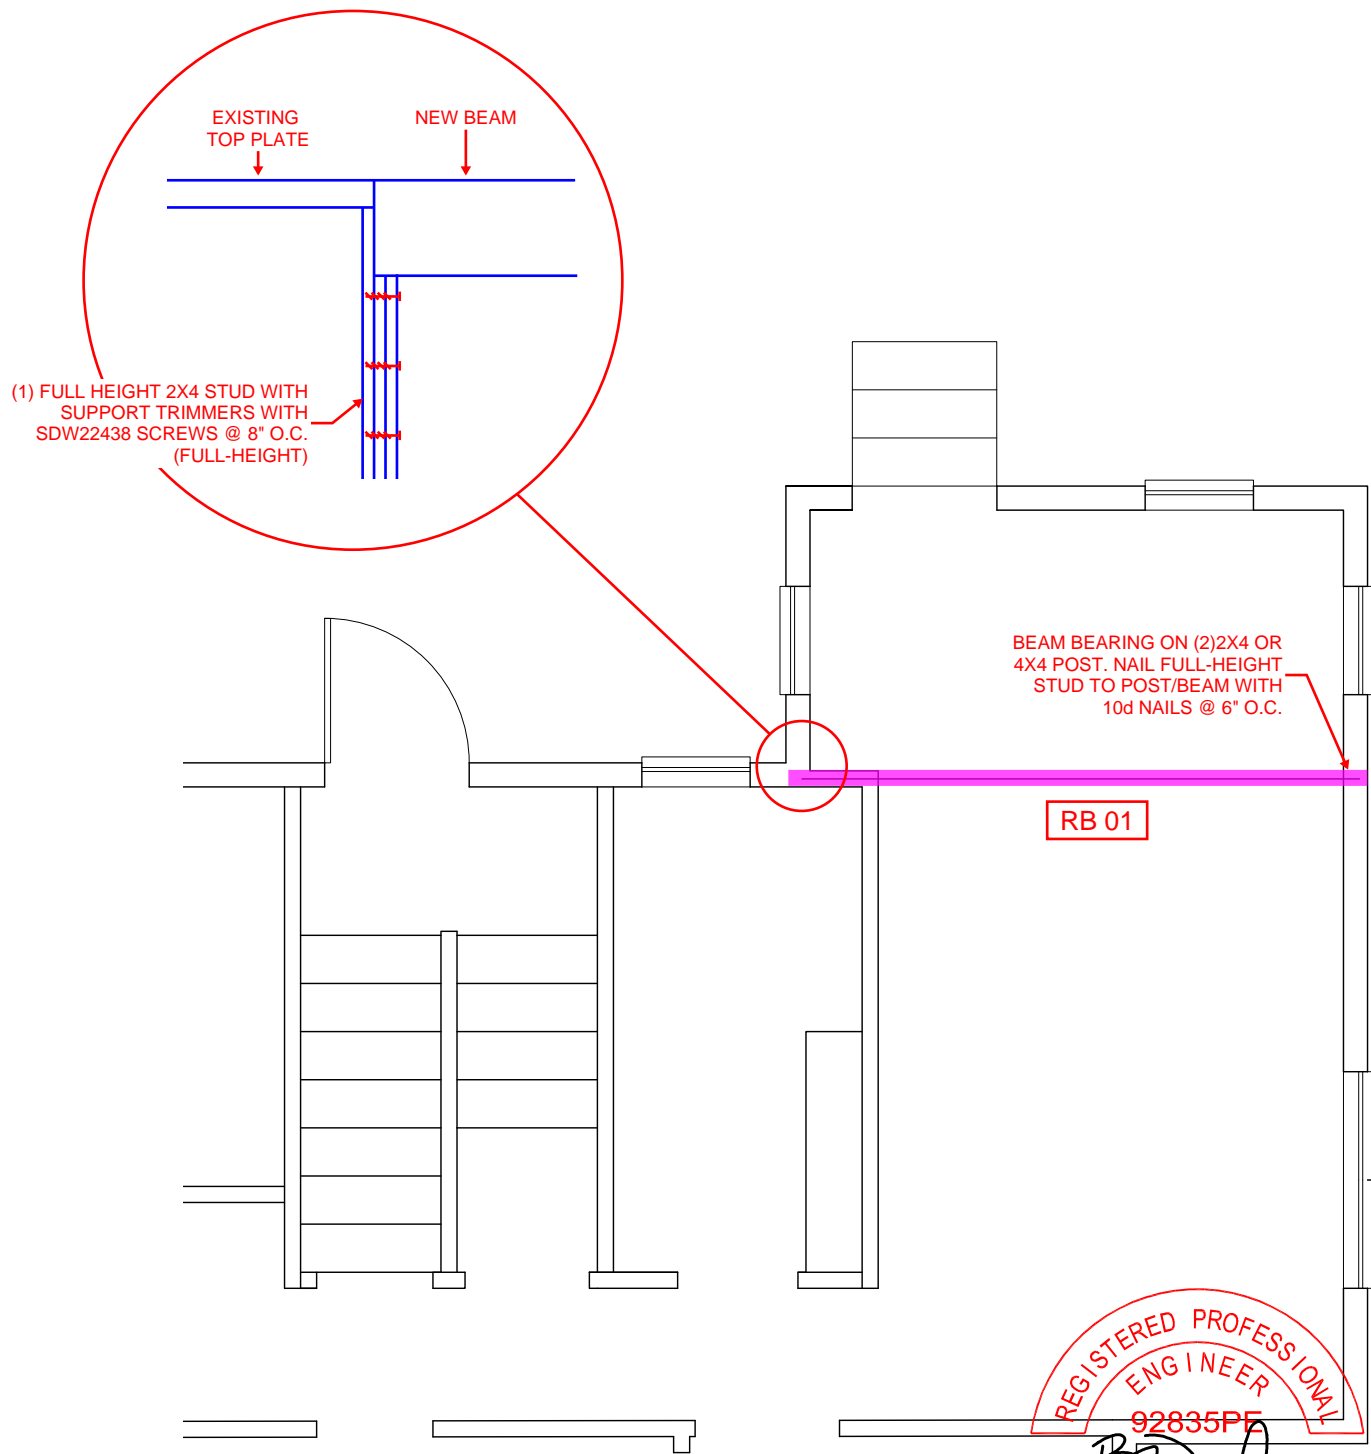 EXISTING
TOP PLATE
NEW BEAM
(1) FULL HEIGHT 2X4 STUD WITH
SUPPORT TRIMMERS WITH
SDW22438 SCREWS @ 8" O.C.
(FULL-HEIGHT)
BEAM BEARING ON (2)2X4 OR
4X4 POST. NAIL FULL-HEIGHT
STUD TO POST/BEAM WITH
10d NAILS @ 6" O.C.
RB 01
REGISTERED PROFESSIONAL
ENGINEER
92835PE